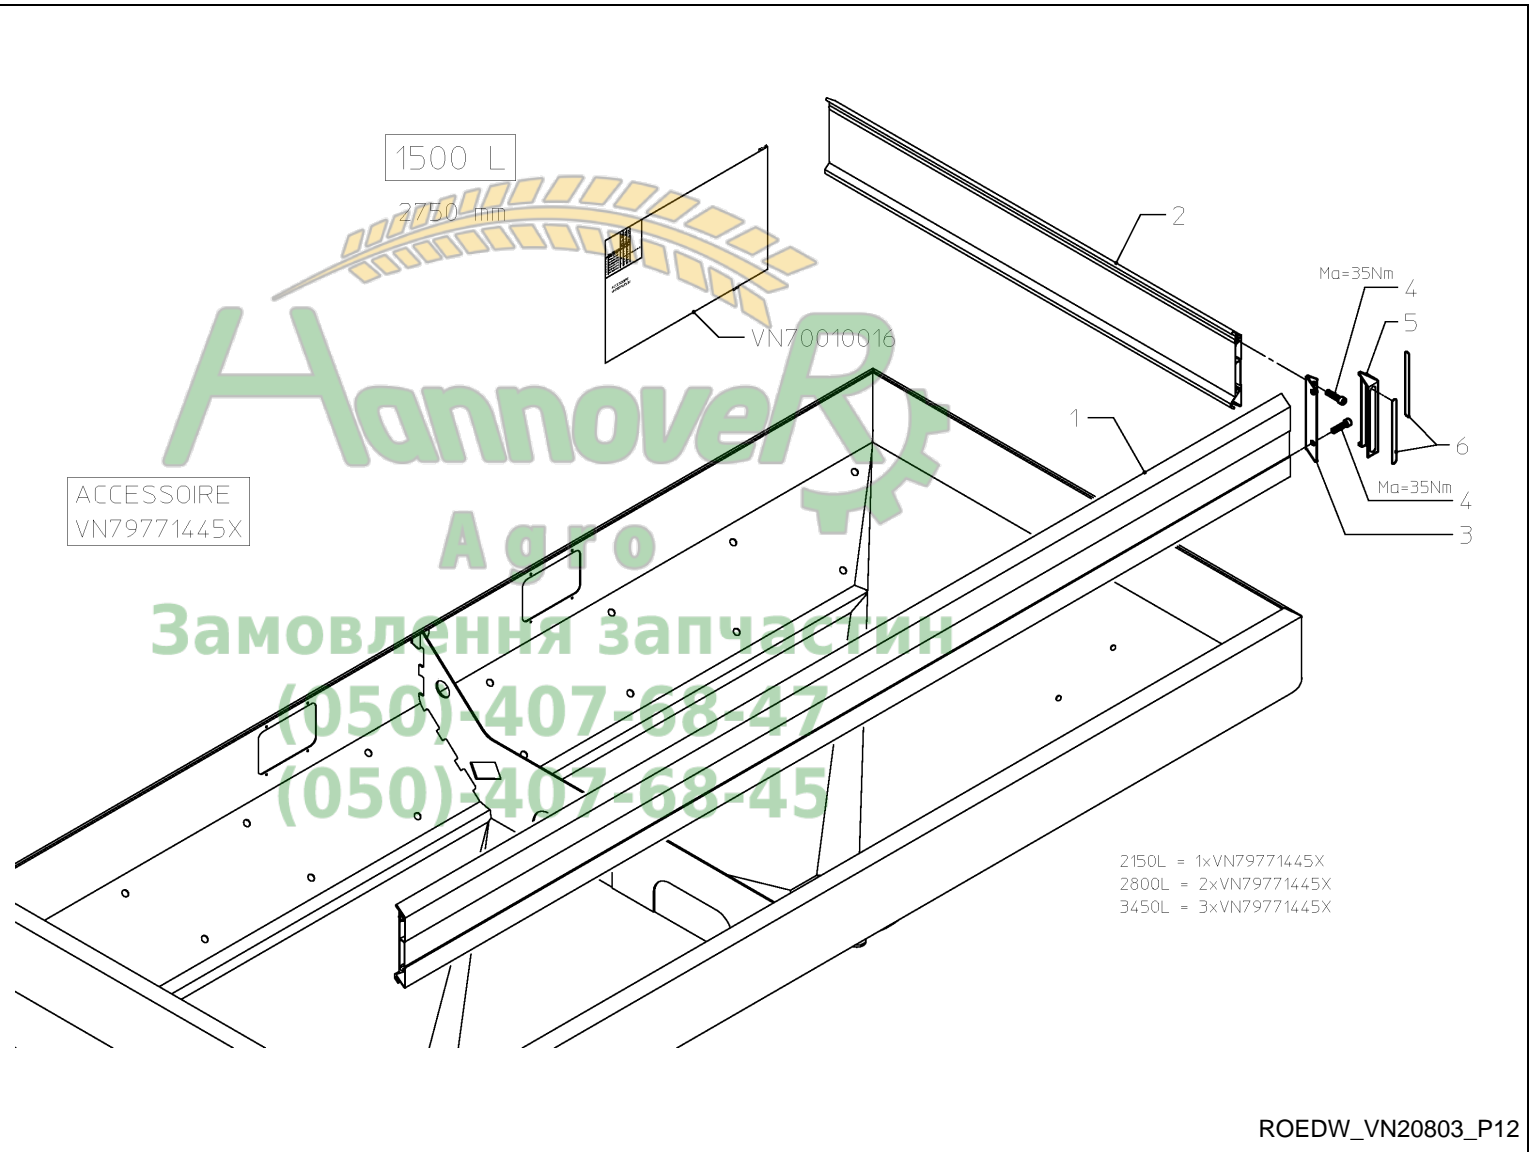 1500 L
2750 mm
2
Ma=35Nm
4
5
VN70010016
1
6
Ma=35Nm
4
3
HannoveR
ACCESSOIRE
VN79771445X
Agro
Замовлення запчастин
(050)-407-68-47
(050)-407-68-45
2150L = 1xVN79771445X
2800L = 2xVN79771445X
3450L = 3xVN79771445X
ROEDW_VN20803_P12